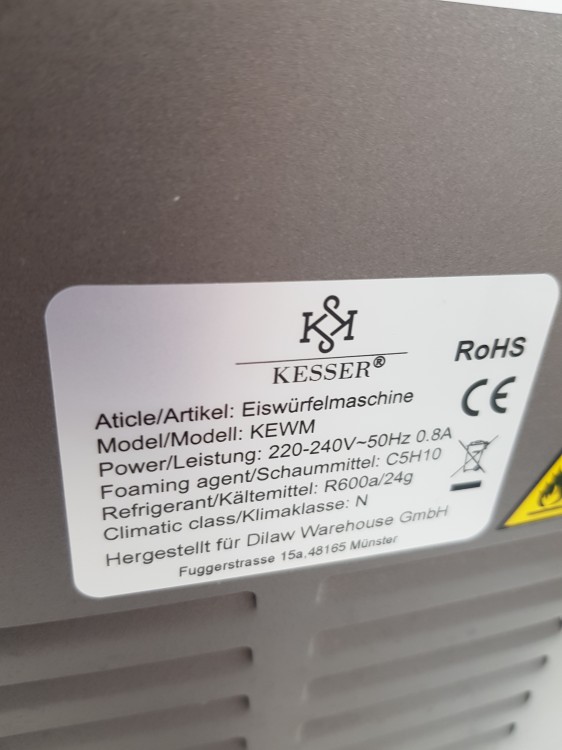 KESSER®
RoHS
CE
Aticle/Artikel: Eiswürfelmaschine
Model/Modell: KEWM
Power/Leistung: 220-240V~50Hz 0.8A
Foaming agent/Schaummittel: C5H10
Refrigerant/Kältemittel: R600a/24g
Climatic class/Klimaklasse: N
Hergestellt für Dilaw Warehouse GmbH
Fuggerstrasse 15a,48165 Münster